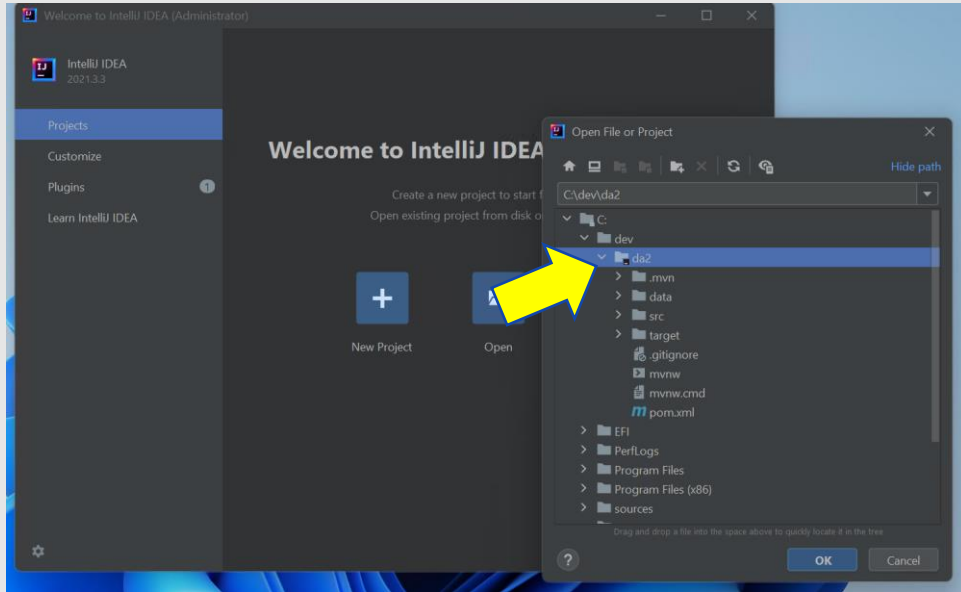 Welcome to IntelliJ IDEA (Administrator)
IntelliJ IDEA
2021.3.3
Projects
Customize
Plugins
1
Learn IntelliJ IDEA
Welcome to IntelliJ IDEA
Create a new project to start
Open existing project from disk
New Project
Open
Open File or Project
Hide path
C:\dev\da2
C:
dev
da2
.mvn
data
src
target
.gitignore
mvnw
mvnw.cmd
pom.xml
EFI
PerfLogs
Program Files
Program Files (x86)
sources
Drag and drop a file into the space above to quickly locate it in the tree
?
OK
Cancel